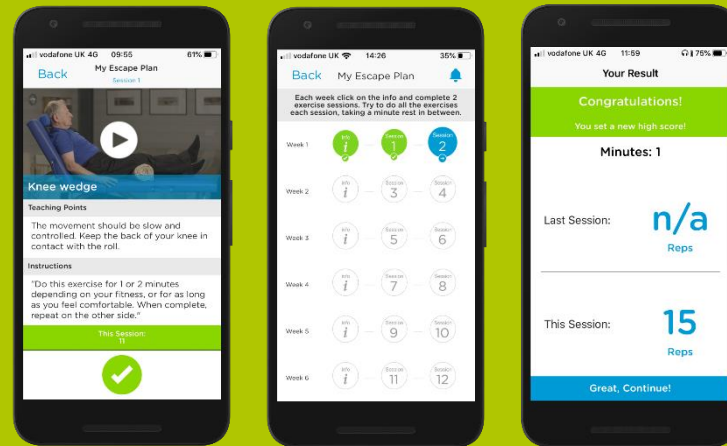 vodafone UK 4G 09:55 61%
Back My Escape Plan
Session 1
Knee wedge
Teaching Points
The movement should be slow and
controlled. Keep the back of your knee in
contact with the roll.
Instructions
"Do this exercise for 1 or 2 minutes
depending on your fitness, or for as long
as you feel comfortable. When complete,
repeat on the other side."
This Session:
11
vodafone UK 14:26 35%
Back My Escape Plan
Each week click on the info and complete 2
exercise sessions. Try to do all the exercises
each session, taking a minute rest in between.
Info Session Session
Week 1 i 1 2
Info Session Session
Week 2 i 3 4
Info Session Session
Week 3 i 5 6
Info Session Session
Week 4 i 7 8
Info Session Session
Week 5 i 9 10
Info Session Session
Week 6 i 11 12
vodafone UK 4G 11:59 75%
Your Result
Congratulations!
You set a new high score!
Minutes: 1
Last Session: n/a
Reps
This Session: 15
Reps
Great, Continue!